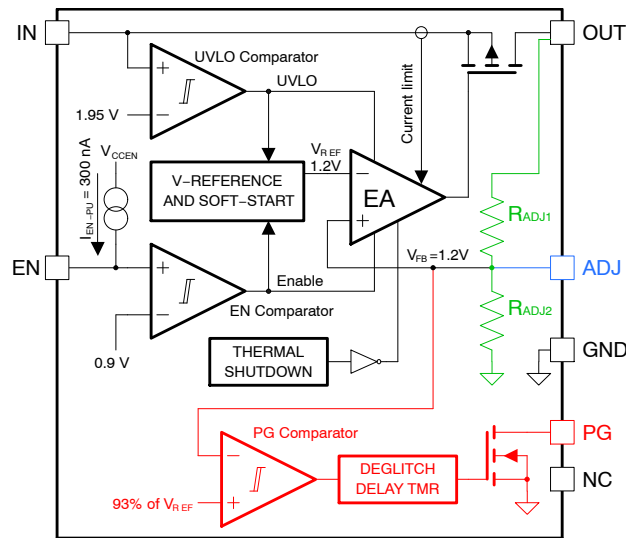 IN
OUT
UVLO Comparator
UVLO
+
−
1.95 V
Current limit
VCCEN
IEN-PU = 300 nA
V−REFERENCE
AND SOFT−START
VREF
1.2V
−
EA
+
RADJ1
EN
VFB=1.2V
ADJ
+
−
Enable
EN Comparator
0.9 V
RADJ2
THERMAL
SHUTDOWN
GND
PG Comparator
−
+
93% of VREF
DEGLITCH
DELAY TMR
PG
NC